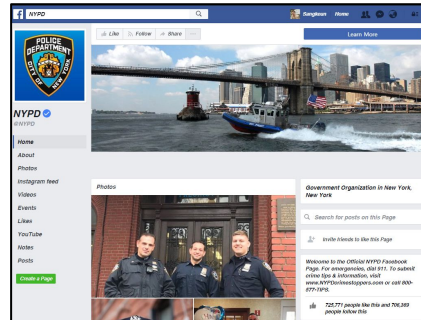 NYPD
Sangkeun Home
Like Follow Share
Learn More
POLICE
DEPARTMENT
CITY OF NEW YORK
NYPD
@NYPD
Home
About
Photos
Instagram feed
Videos
Events
Likes
YouTube
Notes
Posts
Create a Page
Photos
Government Organization in New York,
New York
Search for posts on this Page
Invite friends to like this Page
Welcome to the Official NYPD Facebook
Page. For emergencies, dial 911. To submit
crime tips & information, visit
www.NYPDcrimestoppers.com or call 800-
577-TIPS.
725,771 people like this and 706,369
people follow this